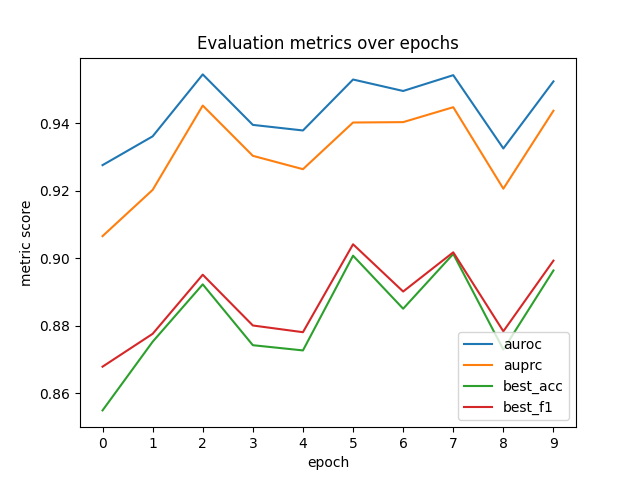 Evaluation metrics over epochs
metric score
0.94
0.92
0.90
0.88
0.86
0 1 2 3 4 5 6 7 8 9
epoch
auroc
auprc
best_acc
best_f1